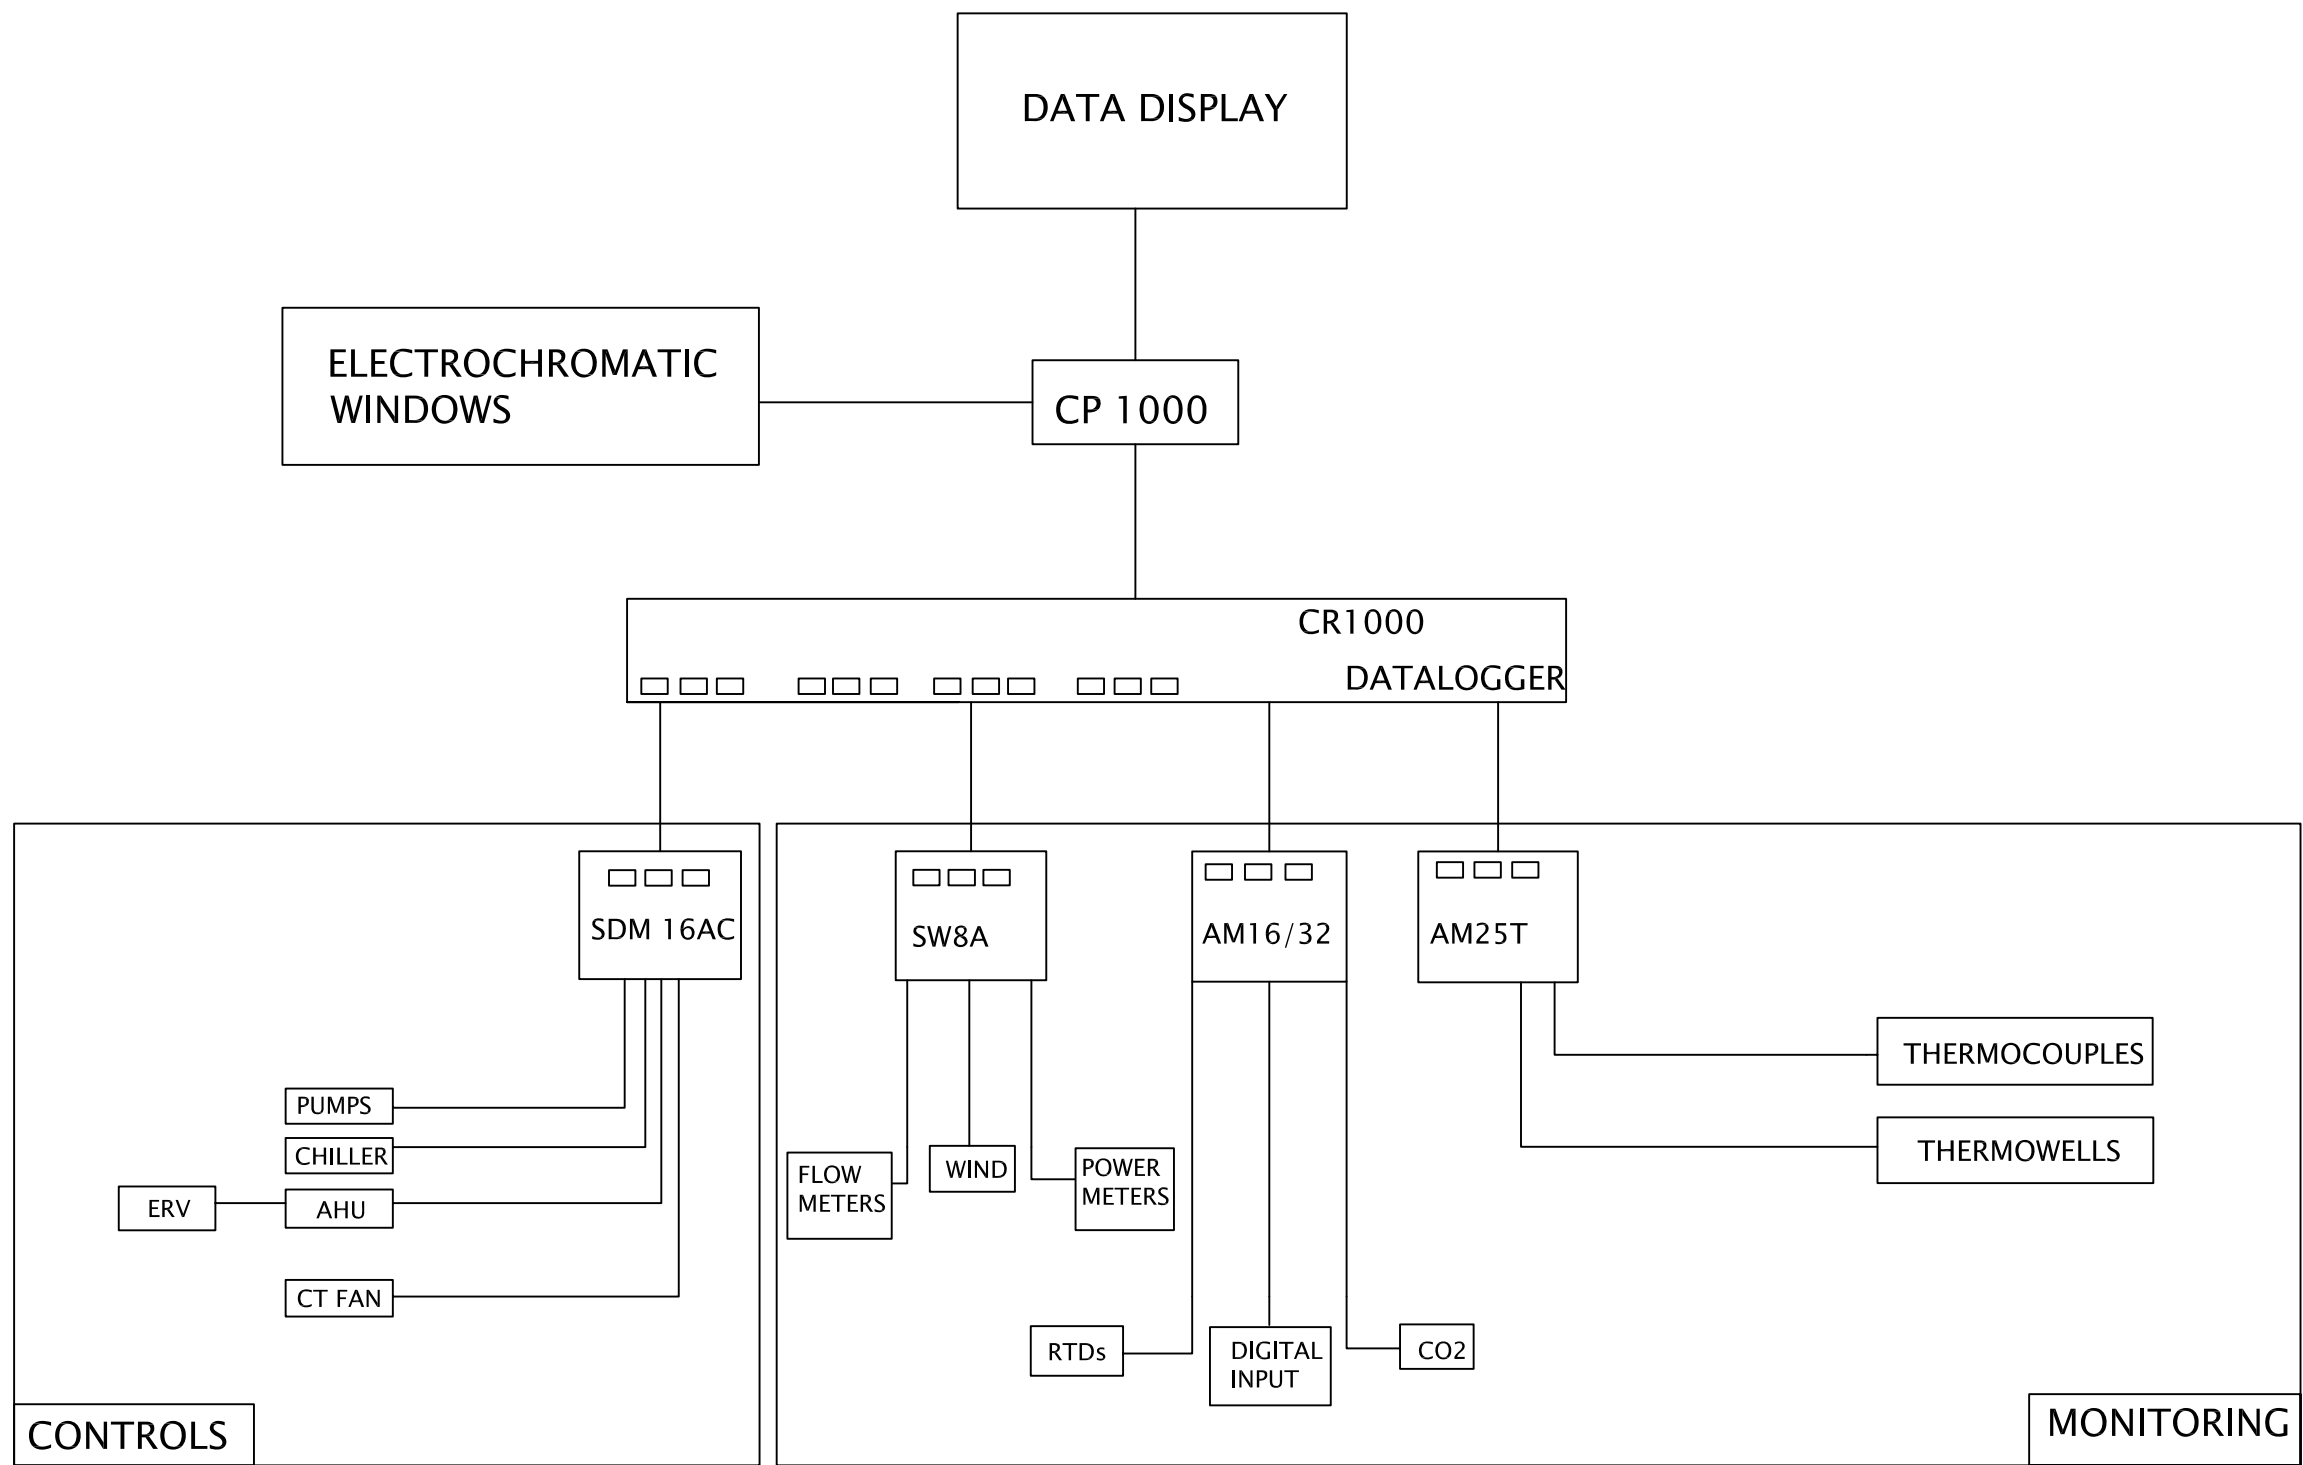 DATA DISPLAY
ELECTROCHROMATIC
WINDOWS
CP 1000
CR1000
DATALOGGER
SDM 16AC
SW8A
AM16/32
AM25T
THERMOCOUPLES
THERMOWELLS
PUMPS
CHILLER
ERV
AHU
CT FAN
FLOW
METERS
WIND
POWER
METERS
RTDs
DIGITAL
INPUT
CO2
CONTROLS
MONITORING